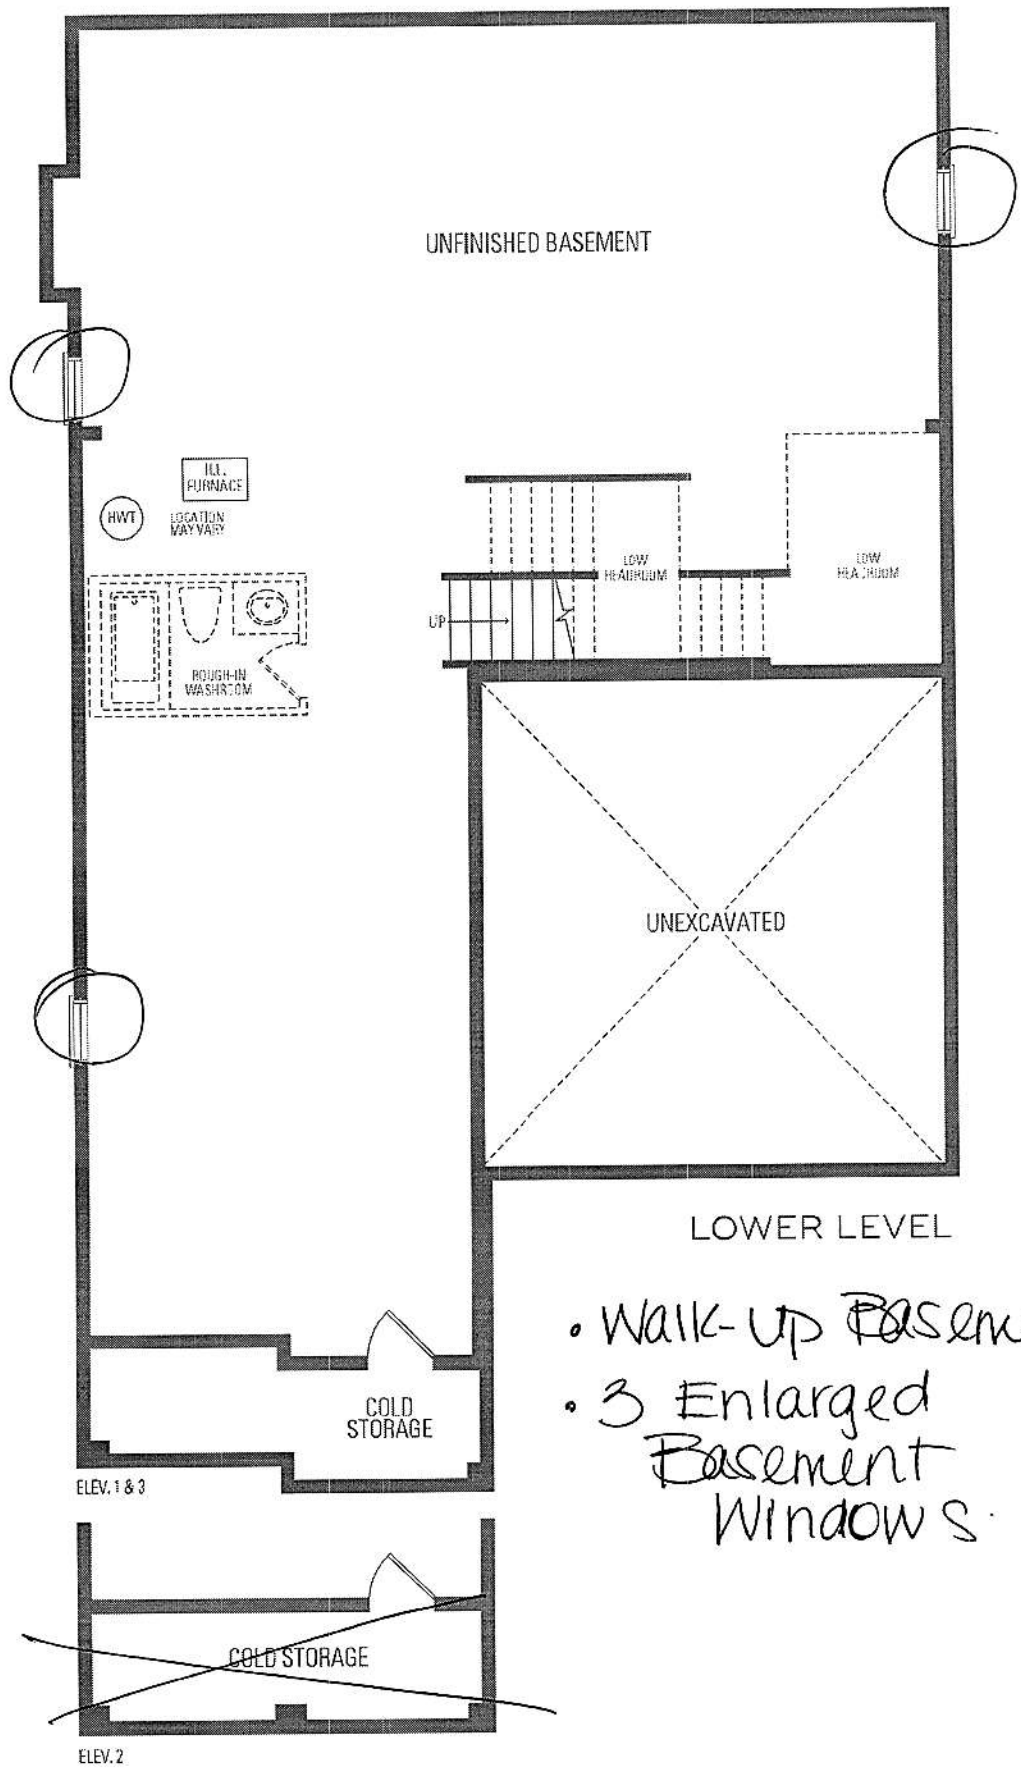 UNFINISHED BASEMENT
FURNACE
HWT
LOCATION
MAY VARY
LOW
HEADROOM
LOW
HEADROOM
UP
ROUGH-IN
WASHROOM
UNEXCAVATED
LOWER LEVEL
• Walk-up Basem
• 3 Enlarged
Basement
Windows.
COLD
STORAGE
ELEV. 1 & 3
COLD STORAGE
ELEV. 2